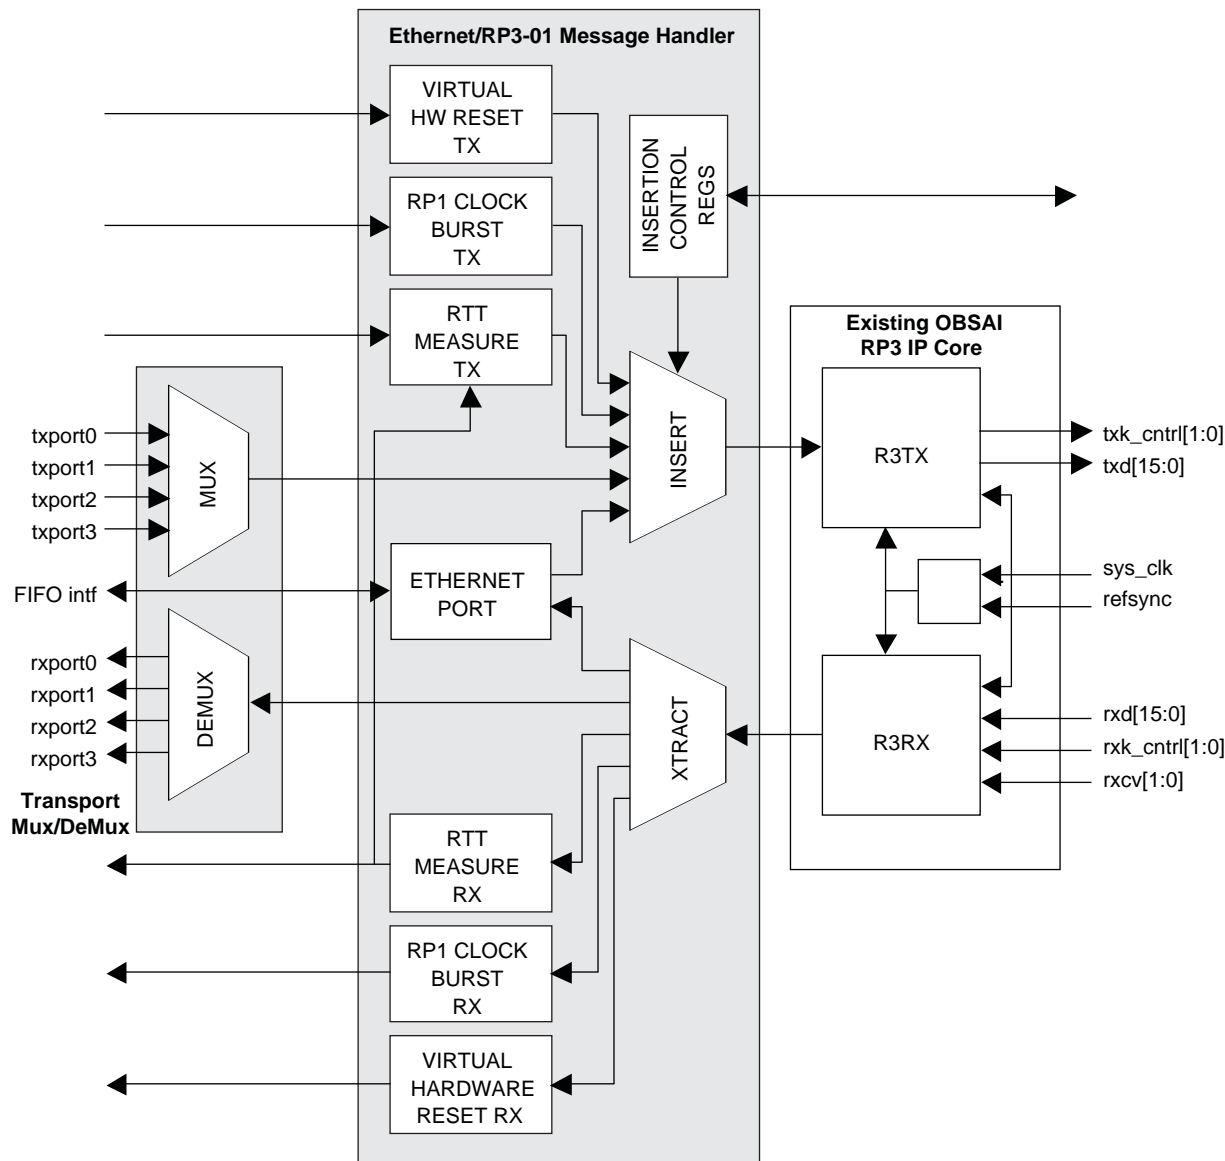 Ethernet/RP3-01 Message Handler
VIRTUAL
HW RESET
TX
INSERTION
CONTROL
REGS
RP1 CLOCK
BURST
TX
RTT
MEASURE
TX
Existing OBSAI
RP3 IP Core
txport0
txport1
txport2
txport3
MUX
INSERT
R3TX
txk_cntrl[1:0]
txd[15:0]
FIFO intf
ETHERNET
PORT
sys_clk
refsync
rxport0
rxport1
rxport2
rxport3
DEMUX
XTRACT
R3RX
rxd[15:0]
rxk_cntrl[1:0]
rxcv[1:0]
Transport
Mux/DeMux
RTT
MEASURE
RX
RP1 CLOCK
BURST
RX
VIRTUAL
HARDWARE
RESET RX